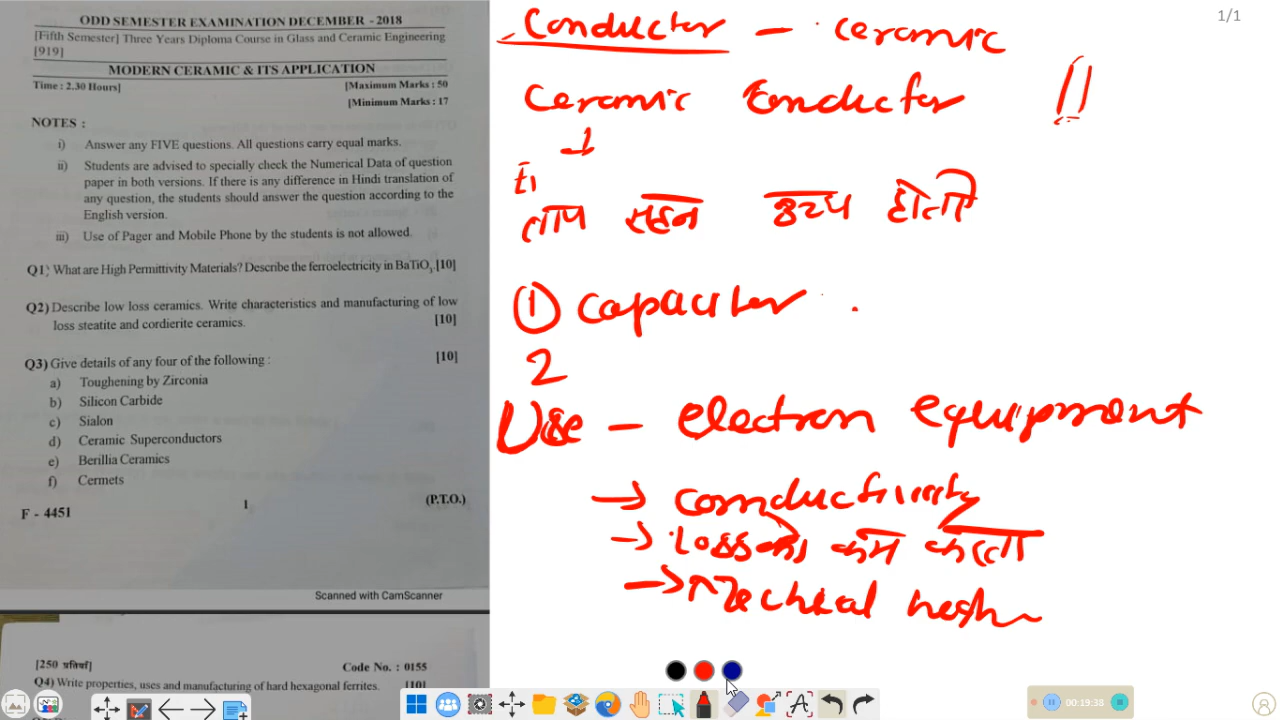 ODD SEMESTER EXAMINATION DECEMBER - 2018
[Fifth Semester] Three Years Diploma Course in Glass and Ceramic Engineering
[919]
MODERN CERAMIC & ITS APPLICATION
Time : 2.30 Hours] [Maximum Marks : 50
[Minimum Marks : 17
NOTES :
i) Answer any FIVE questions. All questions carry equal marks.
ii) Students are advised to specially check the Numerical Data of question
paper in both versions. If there is any difference in Hindi translation of
any question, the students should answer the question according to the
English version.
iii) Use of Pager and Mobile Phone by the students is not allowed.
Q1) What are High Permittivity Materials? Describe the ferroelectricity in BaTiO3. [10]
Q2) Describe low loss ceramics. Write characteristics and manufacturing of low
loss steatite and cordierite ceramics. [10]
Q3) Give details of any four of the following : [10]
a) Toughening by Zirconia
b) Silicon Carbide
c) Sialon
d) Ceramic Superconductors
e) Berillia Ceramics
f) Cermets
1
F - 4451 (P.T.O.)
Scanned with CamScanner
[250 प्रतियाँ] Code No. : 0155
Q4) Write properties, uses and manufacturing of hard hexagonal ferrites. [10]
1/1
Conductor - ceramic
Ceramic Conductor !!
ताप सहन उच्च होती
① Capacitor
2
Use - electron equipment
→ conductivity
→ Loss को कम करता
→
00:19:38